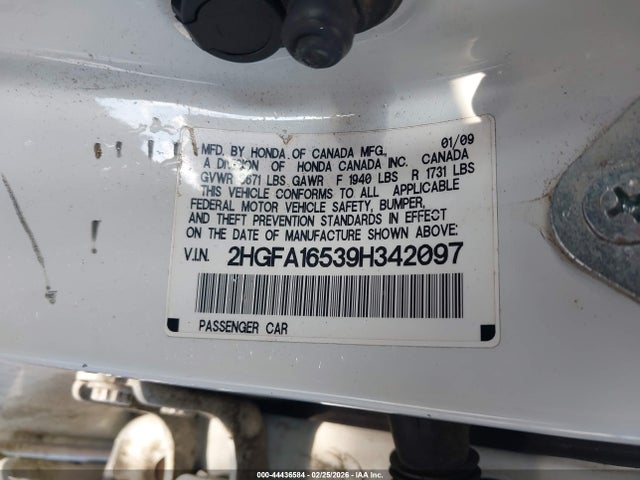 MFD. BY HONDA OF CANADA MFG. 01/09
A DIVISION OF HONDA CANADA INC. CANADA
GVWR 3671 LBS GAWR F 1940 LBS R 1731 LBS
THIS VEHICLE CONFORMS TO ALL APPLICABLE
FEDERAL MOTOR VEHICLE SAFETY, BUMPER,
AND THEFT PREVENTION STANDARDS IN EFFECT
ON THE DATE OF MANUFACTURE SHOWN ABOVE:
V.I.N. 2HGFA16539H342097
PASSENGER CAR
000-44436584 | 02/25/2026 | IAA Inc.